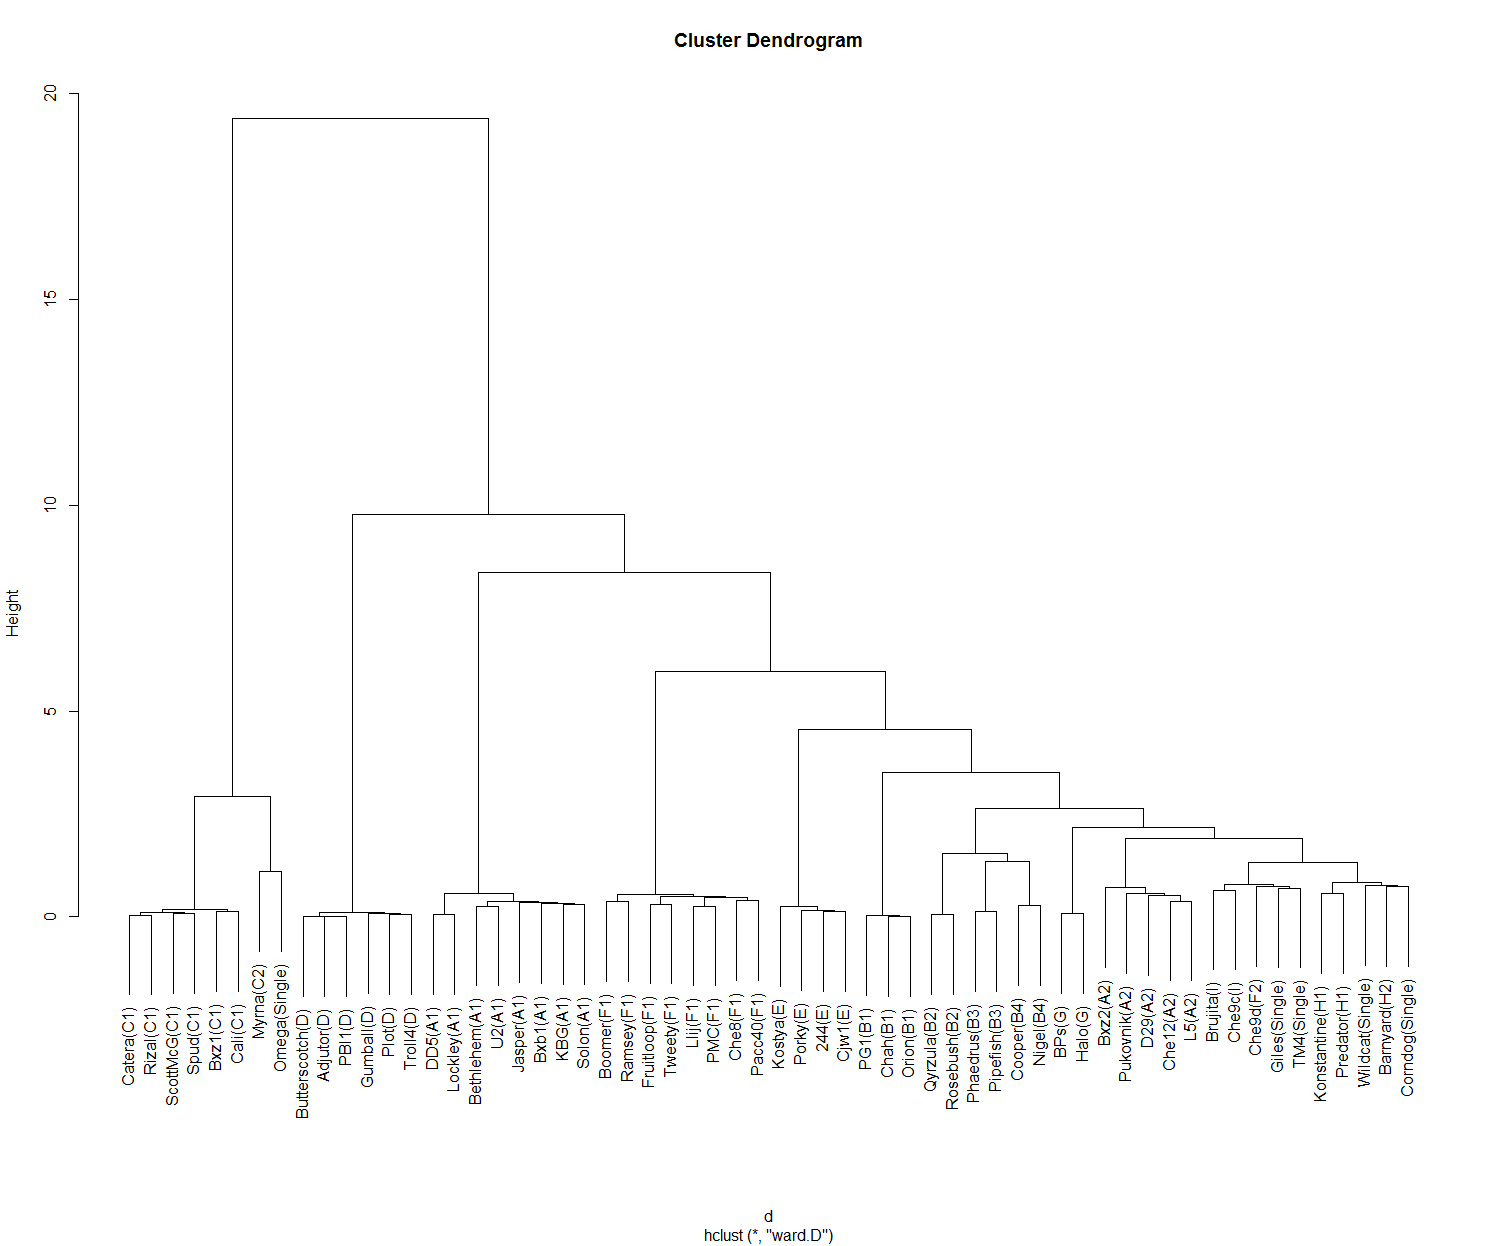 Cluster Dendrogram
20
15
10
5
0
Height
Catera(C1)
Rizal(C1)
ScottMcG(C1)
Spud(C1)
Bxz1(C1)
Cali(C1)
Myrna(C2)
Omega(Single)
Butterscotch(D)
Adjutor(D)
PBI1(D)
Gumball(D)
Plot(D)
Troll4(D)
DD5(A1)
Lockley(A1)
Bethlehem(A1)
U2(A1)
Jasper(A1)
Bxb1(A1)
KBG(A1)
Solon(A1)
Boomer(F1)
Ramsey(F1)
Fruitloop(F1)
Tweety(F1)
Llij(F1)
PMC(F1)
Che8(F1)
Pacc40(F1)
Kostya(E)
Porky(E)
244(E)
Cjw1(E)
PG1(B1)
Chah(B1)
Orion(B1)
Qyrzula(B2)
Rosebush(B2)
Phaedrus(B3)
Pipefish(B3)
Cooper(B4)
Nigel(B4)
BPs(G)
Halo(G)
Bxz2(A2)
Pukovnik(A2)
D29(A2)
Che12(A2)
L5(A2)
Brujita(I)
Che9c(I)
Che9d(F2)
Giles(Single)
TM4(Single)
Konstantine(H1)
Predator(H1)
Wildcat(Single)
Barnyard(H2)
Corndog(Single)
d
hclust (*, "ward.D")